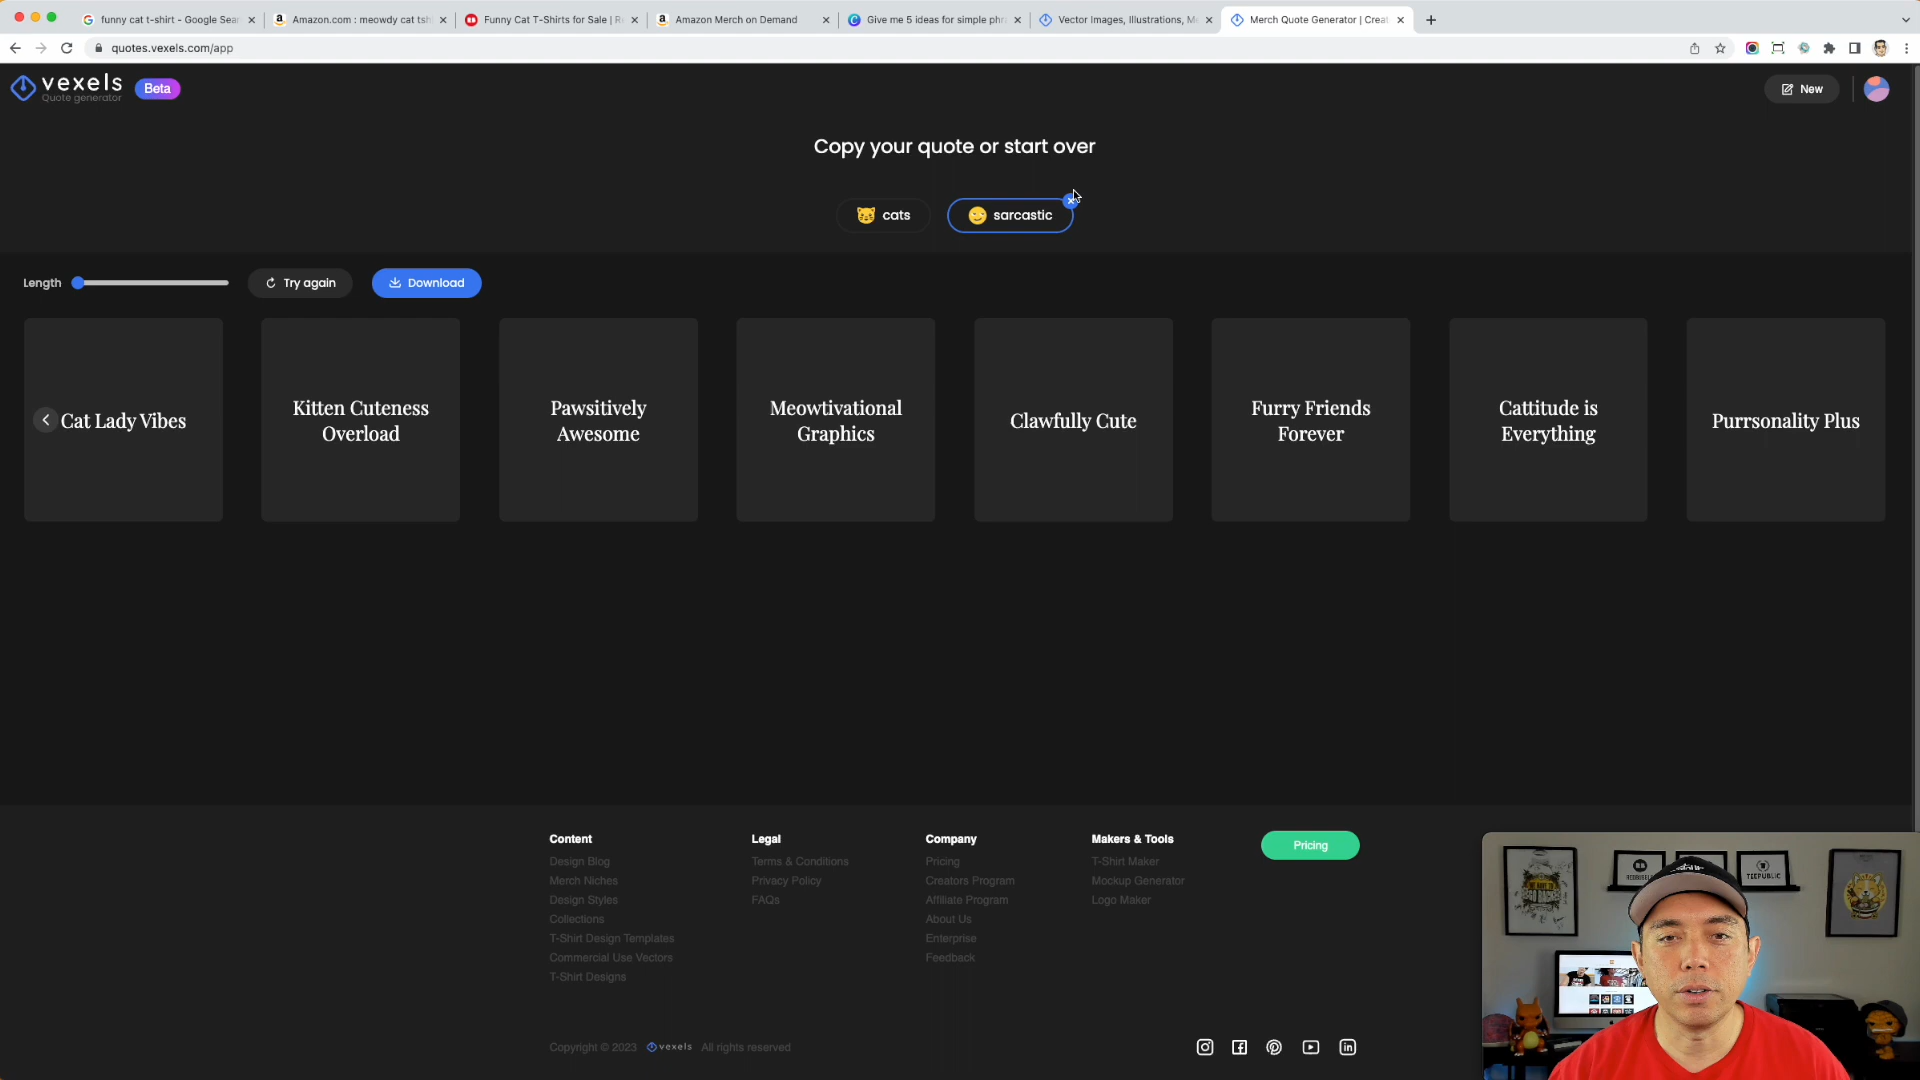 funny cat t-shirt - Google Sear
Amazon.com : meowdy cat tsh
Funny Cat T-Shirts for Sale | R
Amazon Merch on Demand
Give me 5 ideas for simple phr
Vector Images, Illustrations, M
Merch Quote Generator | Creat
quotes.vexels.com/app
vexels
Quote generator
Beta
New
Copy your quote or start over
cats
sarcastic
Length
Try again
Download
Cat Lady Vibes
Kitten Cuteness
Overload
Pawsitively
Awesome
Meowtivational
Graphics
Clawfully Cute
Furry Friends
Forever
Cattitude is
Everything
Purrsonality Plus
Content
Design Blog
Merch Niches
Design Styles
Collections
T-Shirt Design Templates
Commercial Use Vectors
T-Shirt Designs
Legal
Terms & Conditions
Privacy Policy
FAQs
Company
Pricing
Creators Program
Affiliate Program
About Us
Enterprise
Feedback
Makers & Tools
T-Shirt Maker
Mockup Generator
Logo Maker
Pricing
Copyright © 2023 vexels All rights reserved
TEEPUBLIC